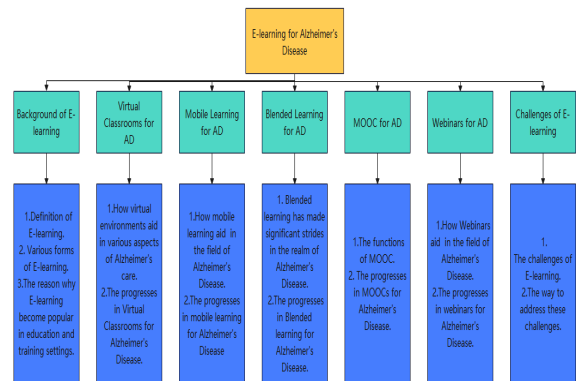 E-learning for Alzheimer's
Disease
Background of E-
learning
Virtual
Classrooms for
AD
Mobile Learning
for AD
Blended Learning
for AD
MOOC for AD
Webinars for AD
Challenges of E-
learning
1.Definition of
E-learning.
2. Various forms
of E-learning.
3.The reason why
E-learning
become popular
in education and
training settings.
1.How virtual
environments aid
in various aspects
of Alzheimer's
care.
2.The progresses
in Virtual
Classrooms for
Alzheimer's
Disease.
1.How mobile
learning aid in
the field of
Alzheimer's
Disease.
2.The progresses
in mobile learning
for Alzheimer's
Disease
1. Blended
learning has made
significant strides
in the realm of
Alzheimer's
Disease.
2.The progresses
in Blended
learning for
Alzheimer's
Disease.
1.The functions
of MOOC.
2. The progresses
in MOOCs for
Alzheimer's
Disease.
1.How Webinars
aid in the field of
Alzheimer's
Disease.
2.The progresses
in webinars for
Alzheimer's
Disease.
1.
The challenges
of E-learning.
2.The way to
address these
challenges.